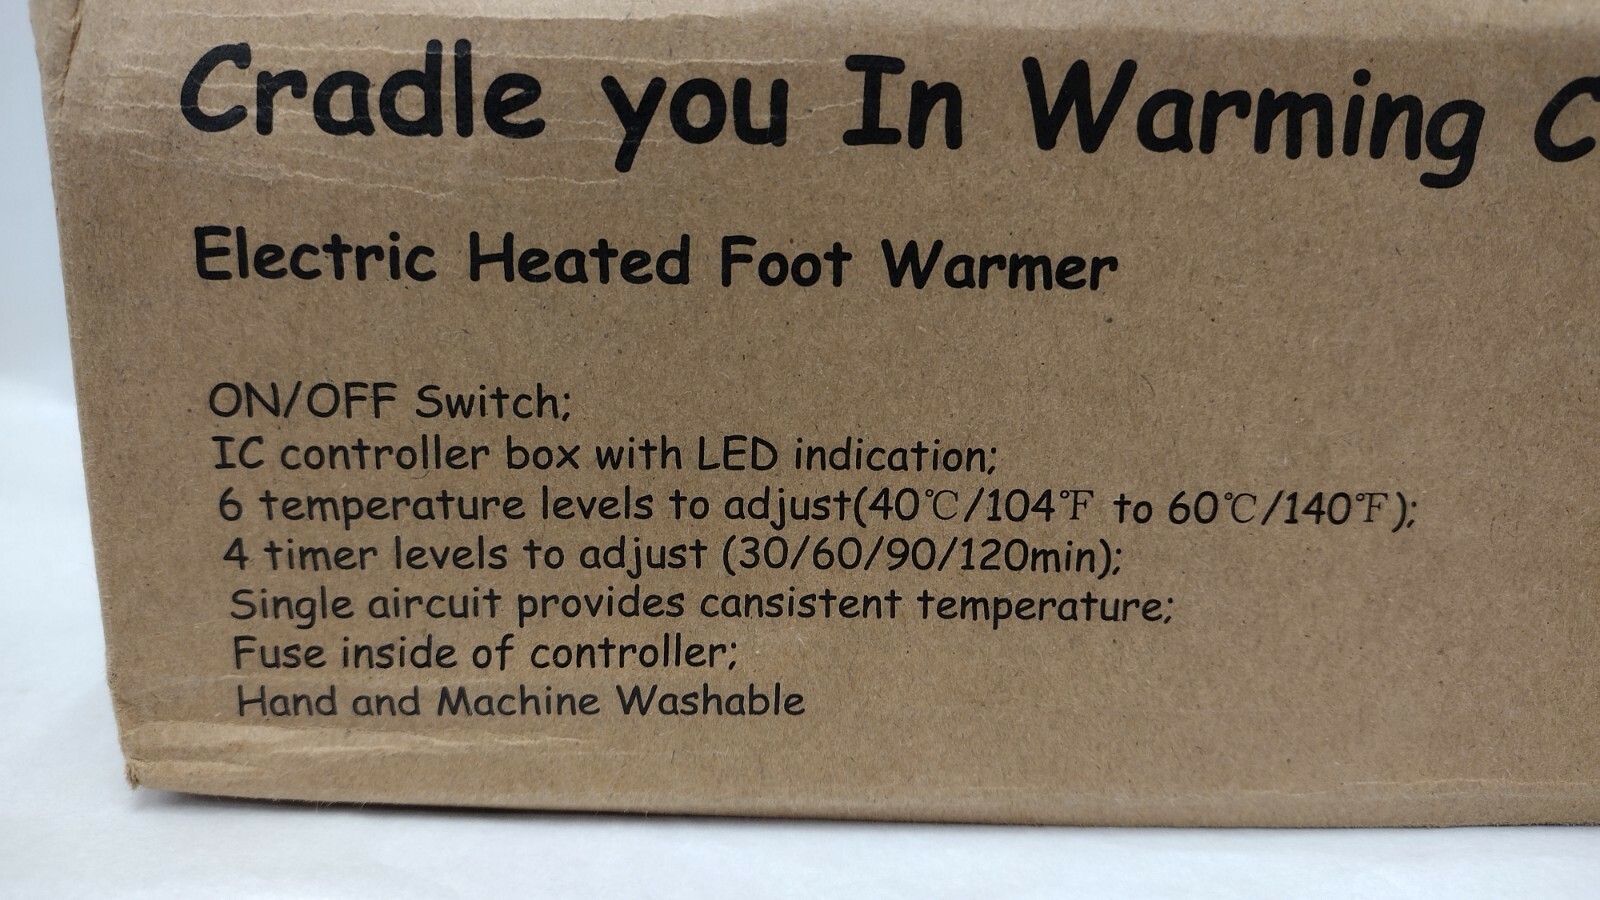 Cradle you In Warming C
Electric Heated Foot Warmer
ON/OFF Switch;
IC controller box with LED indication;
6 temperature levels to adjust(40℃/104℉ to 60℃/140℉);
4 timer levels to adjust (30/60/90/120min);
Single aircuit provides cansistent temperature;
Fuse inside of controller;
Hand and Machine Washable